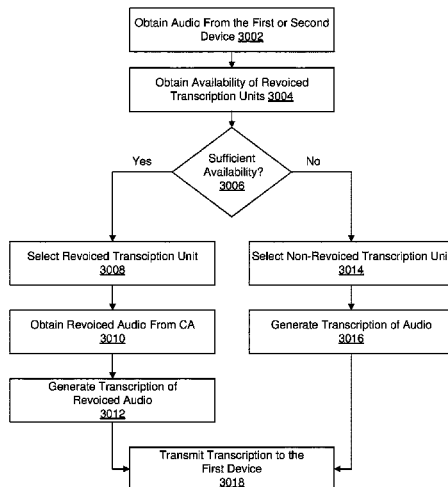 Obtain Audio From the First or Second
Device 3002
Obtain Availability of Revoiced
Transcription Units 3004
Yes
Sufficient
Availability?
3006
No
Select Revoiced Transciption Unit
3008
Select Non-Revoiced Transcription Uni
3014
Obtain Revoiced Audio From CA
3010
Generate Transcription of Audio
3016
Generate Transcription of
Revoiced Audio
3012
Transmit Transcription to the
First Device
3018